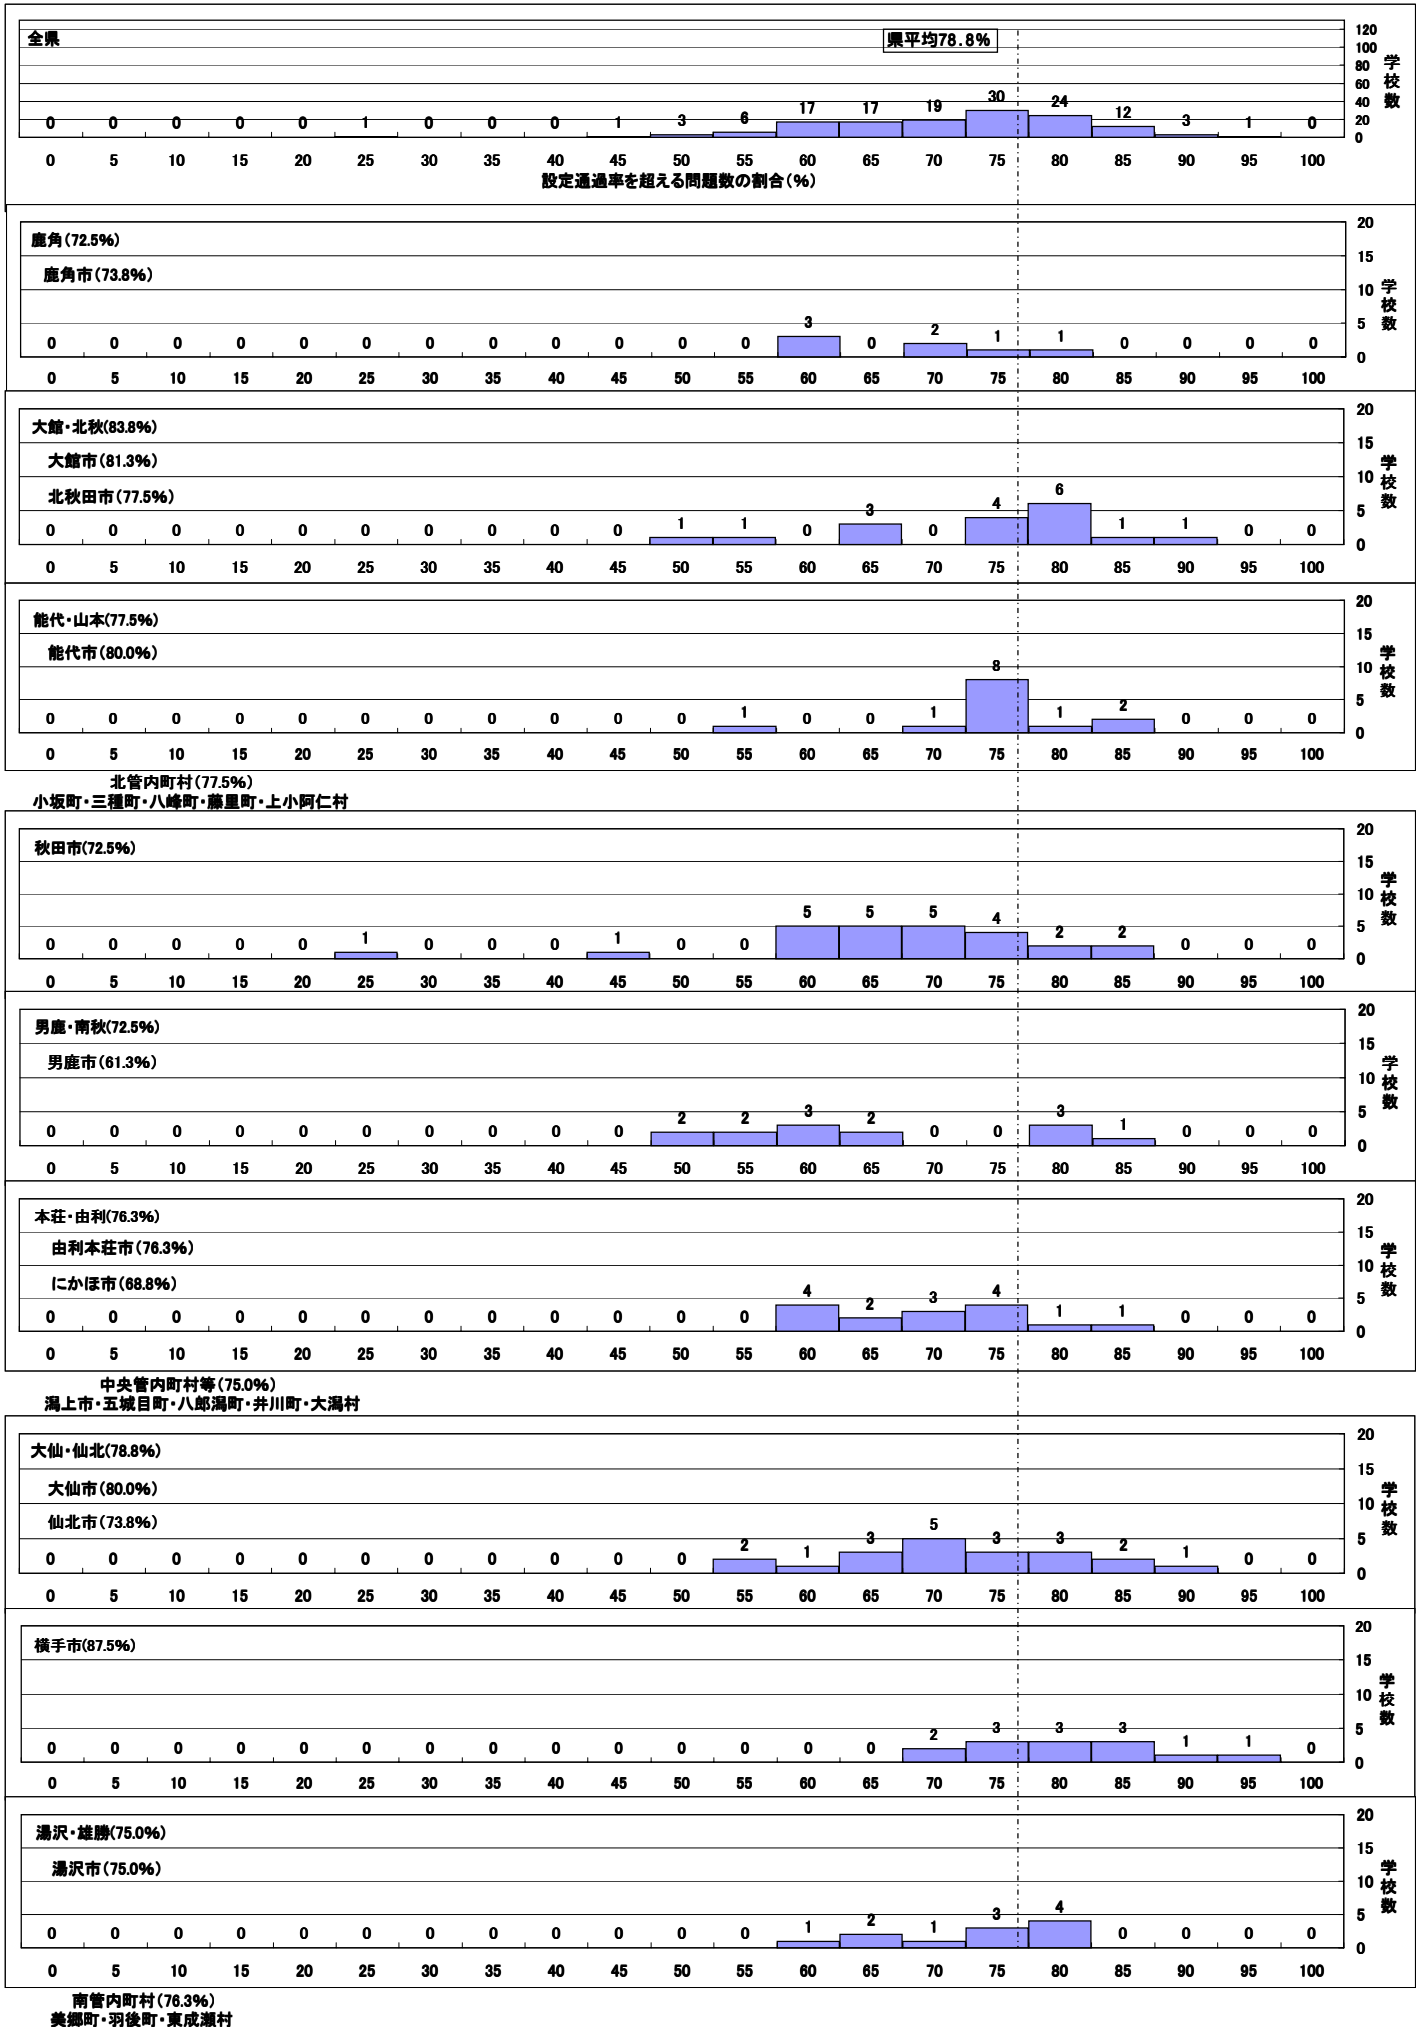 全県
県平均78.8%
120
100
80
60
40
20
0
学校数
0 0 0 0 0 1 0 0 0 1 3 6 17 17 19 30 24 12 3 1 0
0 5 10 15 20 25 30 35 40 45 50 55 60 65 70 75 80 85 90 95 100
設定通過率を超える問題数の割合(%)
鹿角(72.5%)
鹿角市(73.8%)
20
15
10
5
0
学校数
0 0 0 0 0 0 0 0 0 0 0 0 3 0 2 1 1 0 0 0 0
0 5 10 15 20 25 30 35 40 45 50 55 60 65 70 75 80 85 90 95 100
大館・北秋(83.8%)
大館市(81.3%)
北秋田市(77.5%)
20
15
10
5
0
学校数
0 0 0 0 0 0 0 0 0 0 1 1 0 3 0 4 6 1 1 0 0
0 5 10 15 20 25 30 35 40 45 50 55 60 65 70 75 80 85 90 95 100
能代・山本(77.5%)
能代市(80.0%)
20
15
10
5
0
学校数
0 0 0 0 0 0 0 0 0 0 0 1 0 0 1 8 1 2 0 0 0
0 5 10 15 20 25 30 35 40 45 50 55 60 65 70 75 80 85 90 95 100
北管内町村(77.5%)
小坂町・三種町・八峰町・藤里町・上小阿仁村
秋田市(72.5%)
20
15
10
5
0
学校数
0 0 0 0 0 1 0 0 0 1 0 0 5 5 5 4 2 2 0 0 0
0 5 10 15 20 25 30 35 40 45 50 55 60 65 70 75 80 85 90 95 100
男鹿・南秋(72.5%)
男鹿市(61.3%)
20
15
10
5
0
学校数
0 0 0 0 0 0 0 0 0 0 2 2 3 2 0 0 3 1 0 0 0
0 5 10 15 20 25 30 35 40 45 50 55 60 65 70 75 80 85 90 95 100
本荘・由利(76.3%)
由利本荘市(76.3%)
にかほ市(68.8%)
20
15
10
5
0
学校数
0 0 0 0 0 0 0 0 0 0 0 0 4 2 3 4 1 1 0 0 0
0 5 10 15 20 25 30 35 40 45 50 55 60 65 70 75 80 85 90 95 100
中央管内町村等(75.0%)
潟上市・五城目町・八郎潟町・井川町・大潟村
大仙・仙北(78.8%)
大仙市(80.0%)
仙北市(73.8%)
20
15
10
5
0
学校数
0 0 0 0 0 0 0 0 0 0 0 2 1 3 5 3 3 2 1 0 0
0 5 10 15 20 25 30 35 40 45 50 55 60 65 70 75 80 85 90 95 100
横手市(87.5%)
20
15
10
5
0
学校数
0 0 0 0 0 0 0 0 0 0 0 0 0 0 2 3 3 3 1 1 0
0 5 10 15 20 25 30 35 40 45 50 55 60 65 70 75 80 85 90 95 100
湯沢・雄勝(75.0%)
湯沢市(75.0%)
20
15
10
5
0
学校数
0 0 0 0 0 0 0 0 0 0 0 0 1 2 1 3 4 0 0 0 0
0 5 10 15 20 25 30 35 40 45 50 55 60 65 70 75 80 85 90 95 100
南管内町村(76.3%)
美郷町・羽後町・東成瀬村